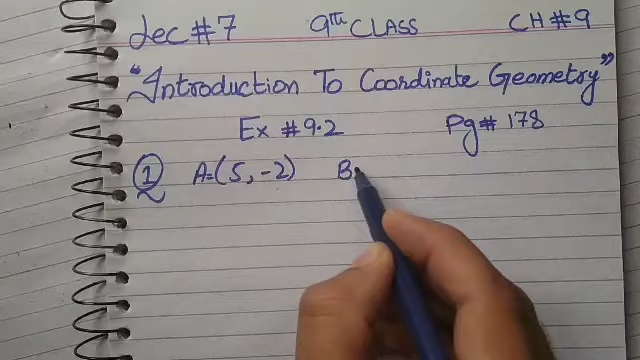 Lec #7 9th CLASS CH #9
"Introduction To Coordinate Geometry"
Ex #9.2 Pg# 178
1 A=(5, -2) B